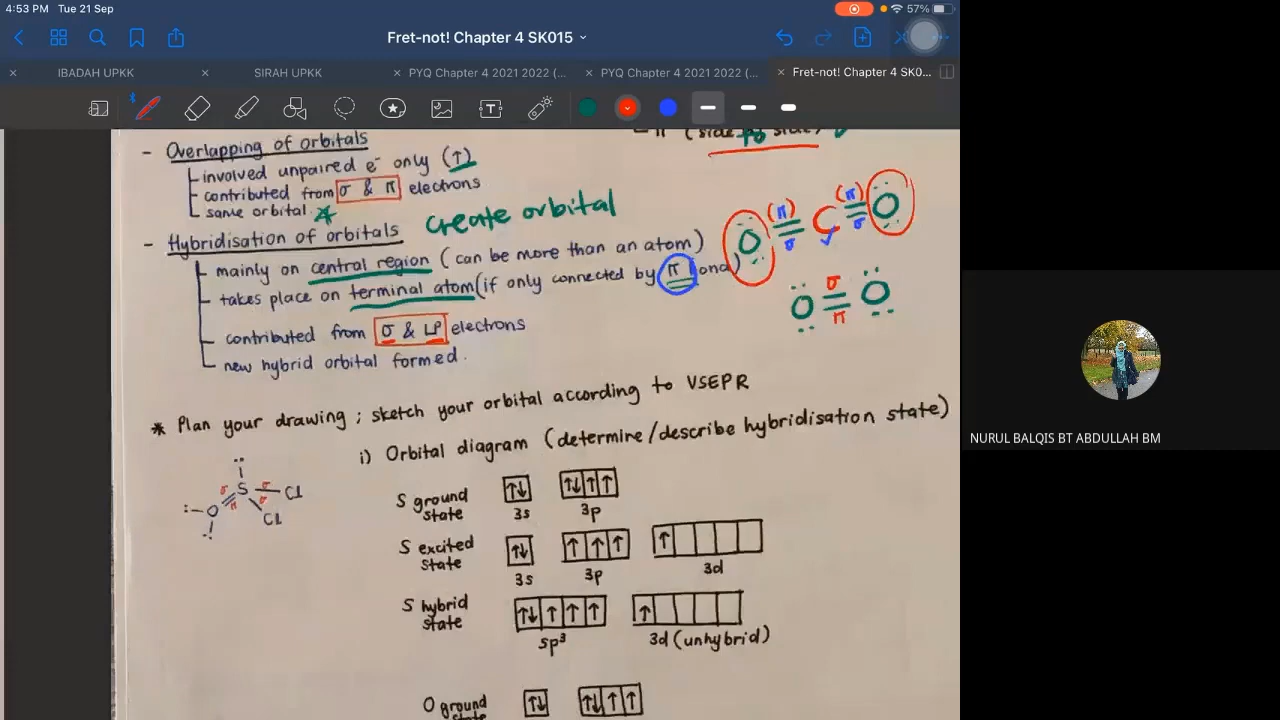 4:53 PM Tue 21 Sep
57%
Fret-not! Chapter 4 SK015
IBADAH UPKK
SIRAH UPKK
PYQ Chapter 4 2021 2022 (...
PYQ Chapter 4 2021 2022 (...
Fret-not! Chapter 4 SK0...
- π (side to side)
- Overlapping of orbitals
involved unpaired e⁻ only (↑)
contributed from σ & π electrons
same orbital
create orbital
- Hybridisation of orbitals
mainly on central region (can be more than an atom)
takes place on terminal atom (if only connected by π bond)
contributed from σ & LP electrons
new hybrid orbital formed.
(π) (π)
O = C = O
σ σ
σ
O = O
π
* Plan your drawing ; sketch your orbital according to VSEPR
i) Orbital diagram (determine/describe hybridisation state)
S
σ σ Cl
O π σ
Cl
S ground state
3s 3p
S excited state
3s 3p 3d
S hybrid state
sp³ 3d (unhybrid)
O ground
NURUL BALQIS BT ABDULLAH BM